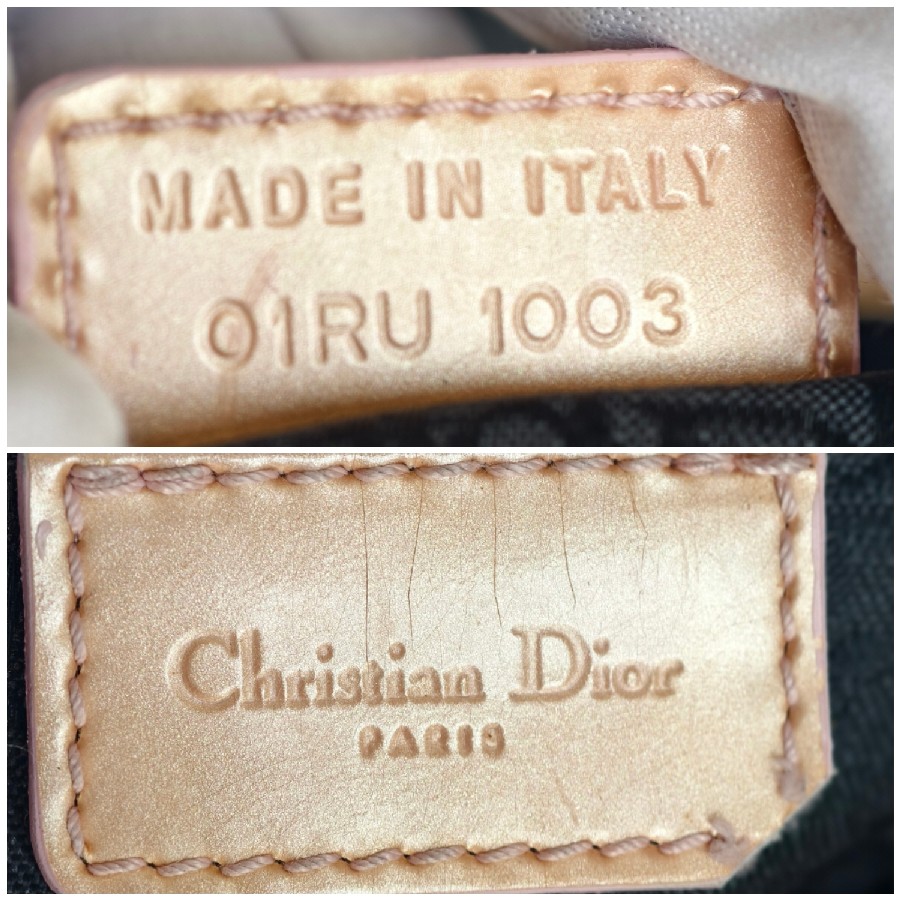 MADE IN ITALY
01RU 1003
Christian Dior
PARIS